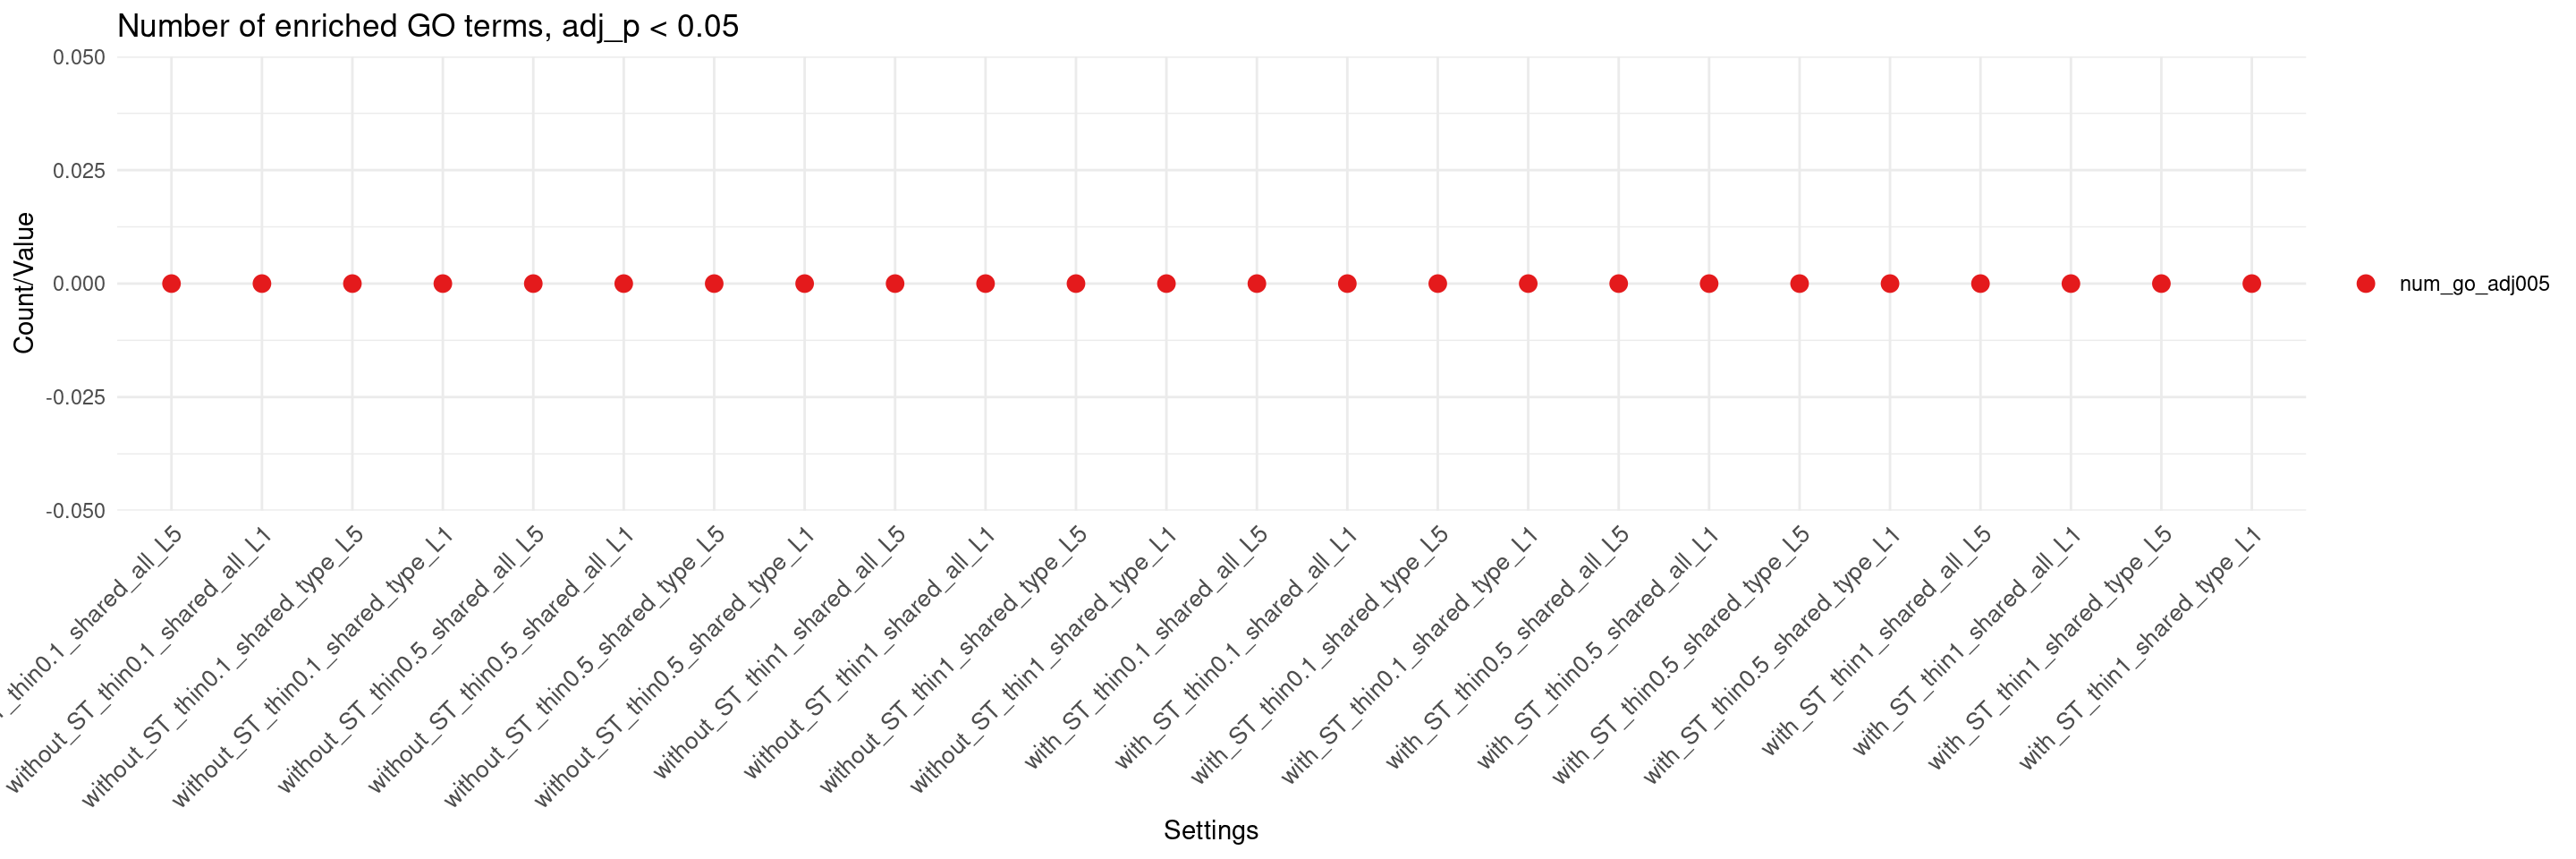 Number of enriched GO terms, adj_p < 0.05
Count/Value
0.050
0.025
0.000
-0.025
-0.050
num_go_adj005
_thin0.1_shared_all_L5
without_ST_thin0.1_shared_all_L1
without_ST_thin0.1_shared_type_L5
without_ST_thin0.1_shared_type_L1
without_ST_thin0.5_shared_all_L5
without_ST_thin0.5_shared_all_L1
without_ST_thin0.5_shared_type_L5
without_ST_thin0.5_shared_type_L1
without_ST_thin1_shared_all_L5
without_ST_thin1_shared_all_L1
without_ST_thin1_shared_type_L5
without_ST_thin1_shared_type_L1
with_ST_thin0.1_shared_all_L5
with_ST_thin0.1_shared_all_L1
with_ST_thin0.1_shared_type_L5
with_ST_thin0.1_shared_type_L1
with_ST_thin0.5_shared_all_L5
with_ST_thin0.5_shared_all_L1
with_ST_thin0.5_shared_type_L5
with_ST_thin0.5_shared_type_L1
with_ST_thin1_shared_all_L5
with_ST_thin1_shared_all_L1
with_ST_thin1_shared_type_L5
with_ST_thin1_shared_type_L1
Settings